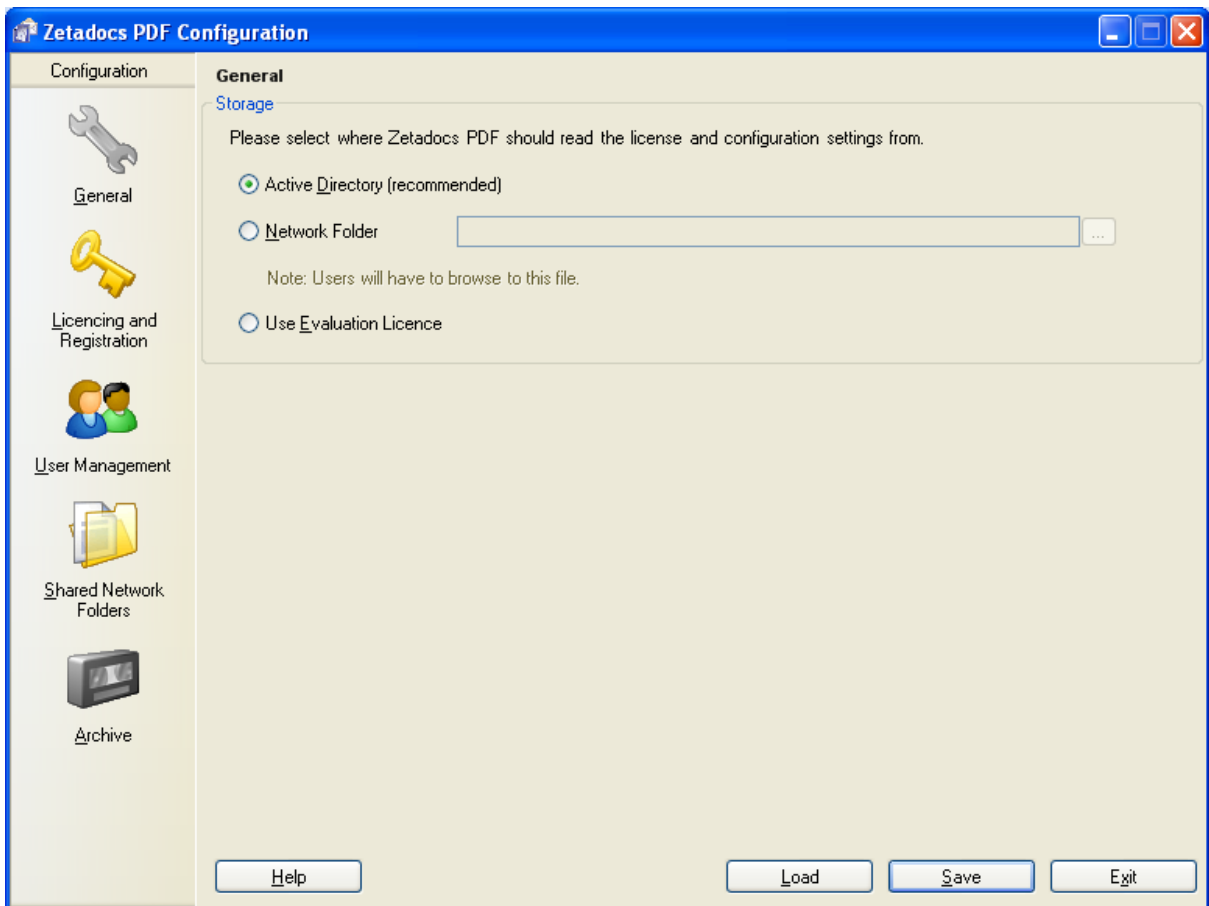 Zetadocs PDF Configuration
Configuration
General
Licencing and
Registration
User Management
Shared Network
Folders
Archive
General
Storage
Please select where Zetadocs PDF should read the license and configuration settings from.
Active Directory (recommended)
Network Folder
...
Note: Users will have to browse to this file.
Use Evaluation Licence
Help
Load
Save
Exit